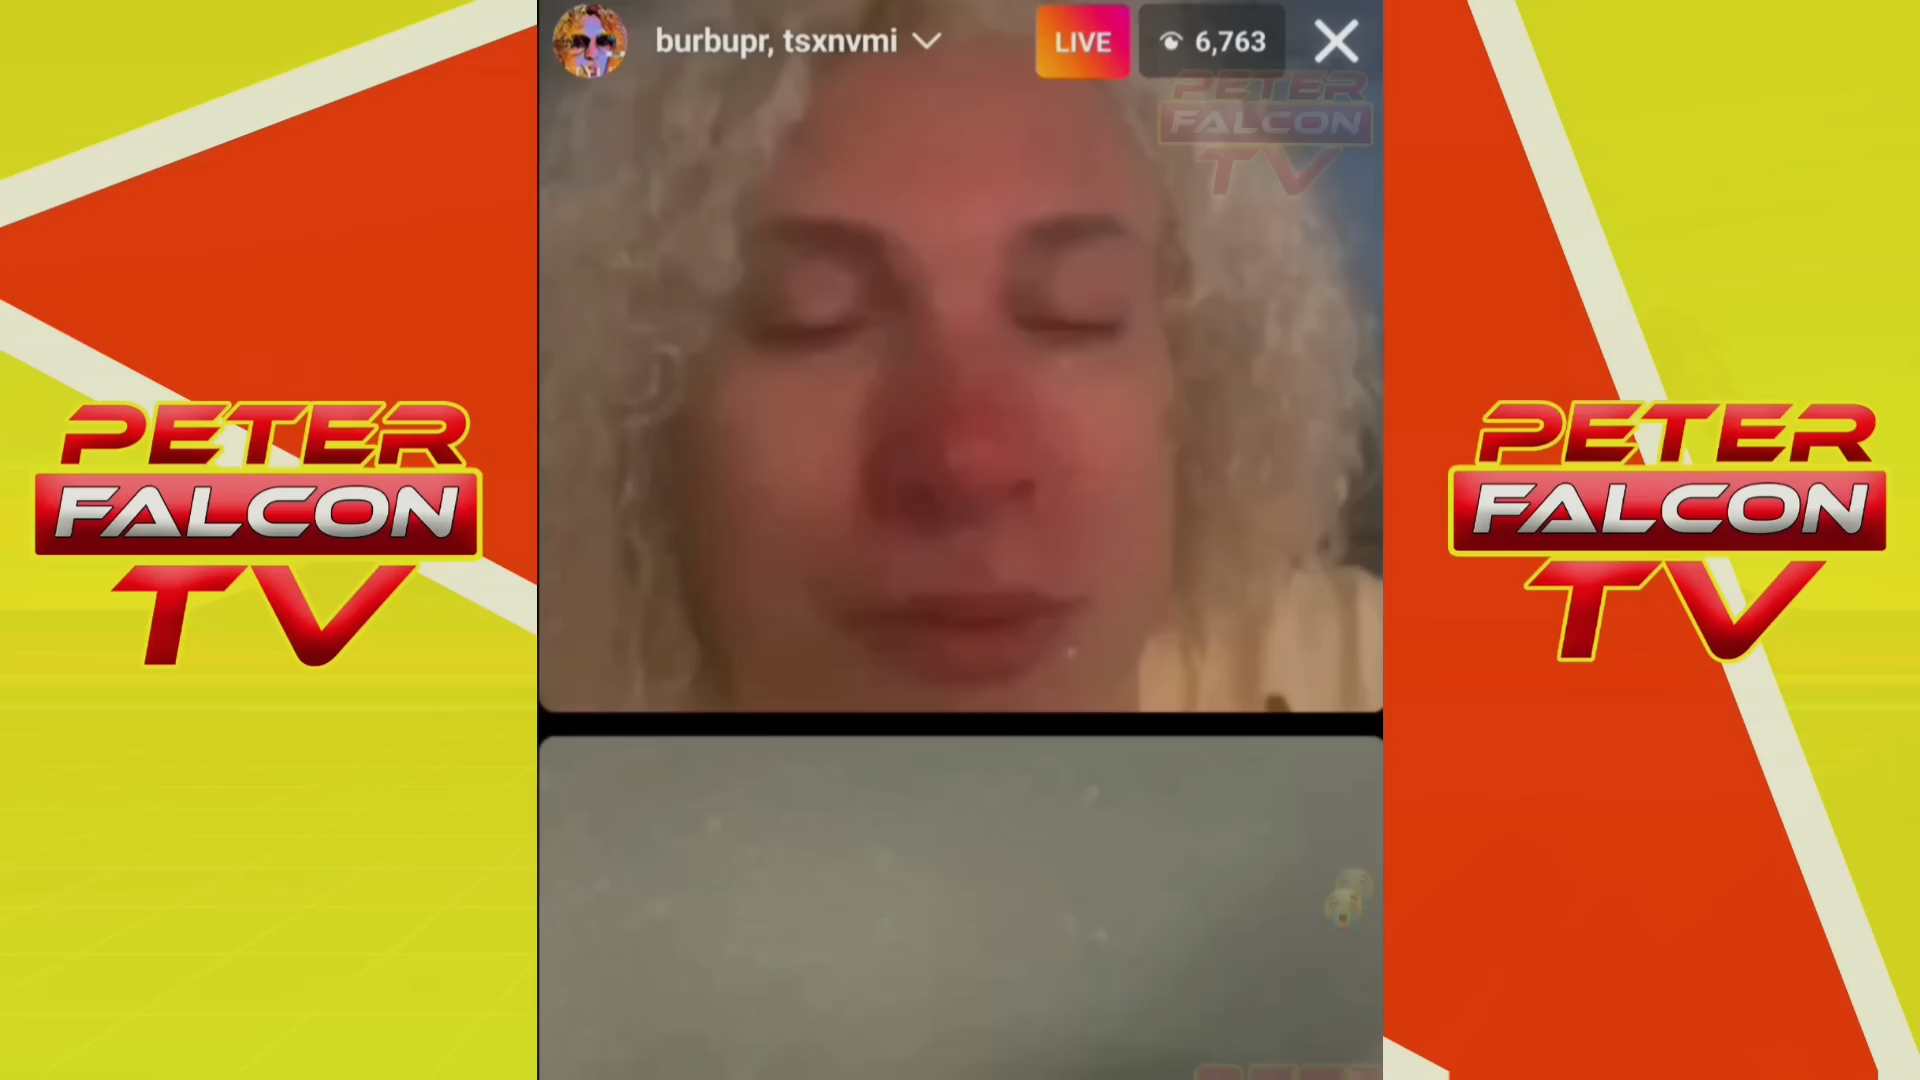 burbupr, tsxnvmi
LIVE
6,763
PETER
FALCON
TV
PETER
FALCON
TV
PETER
FALCON
TV